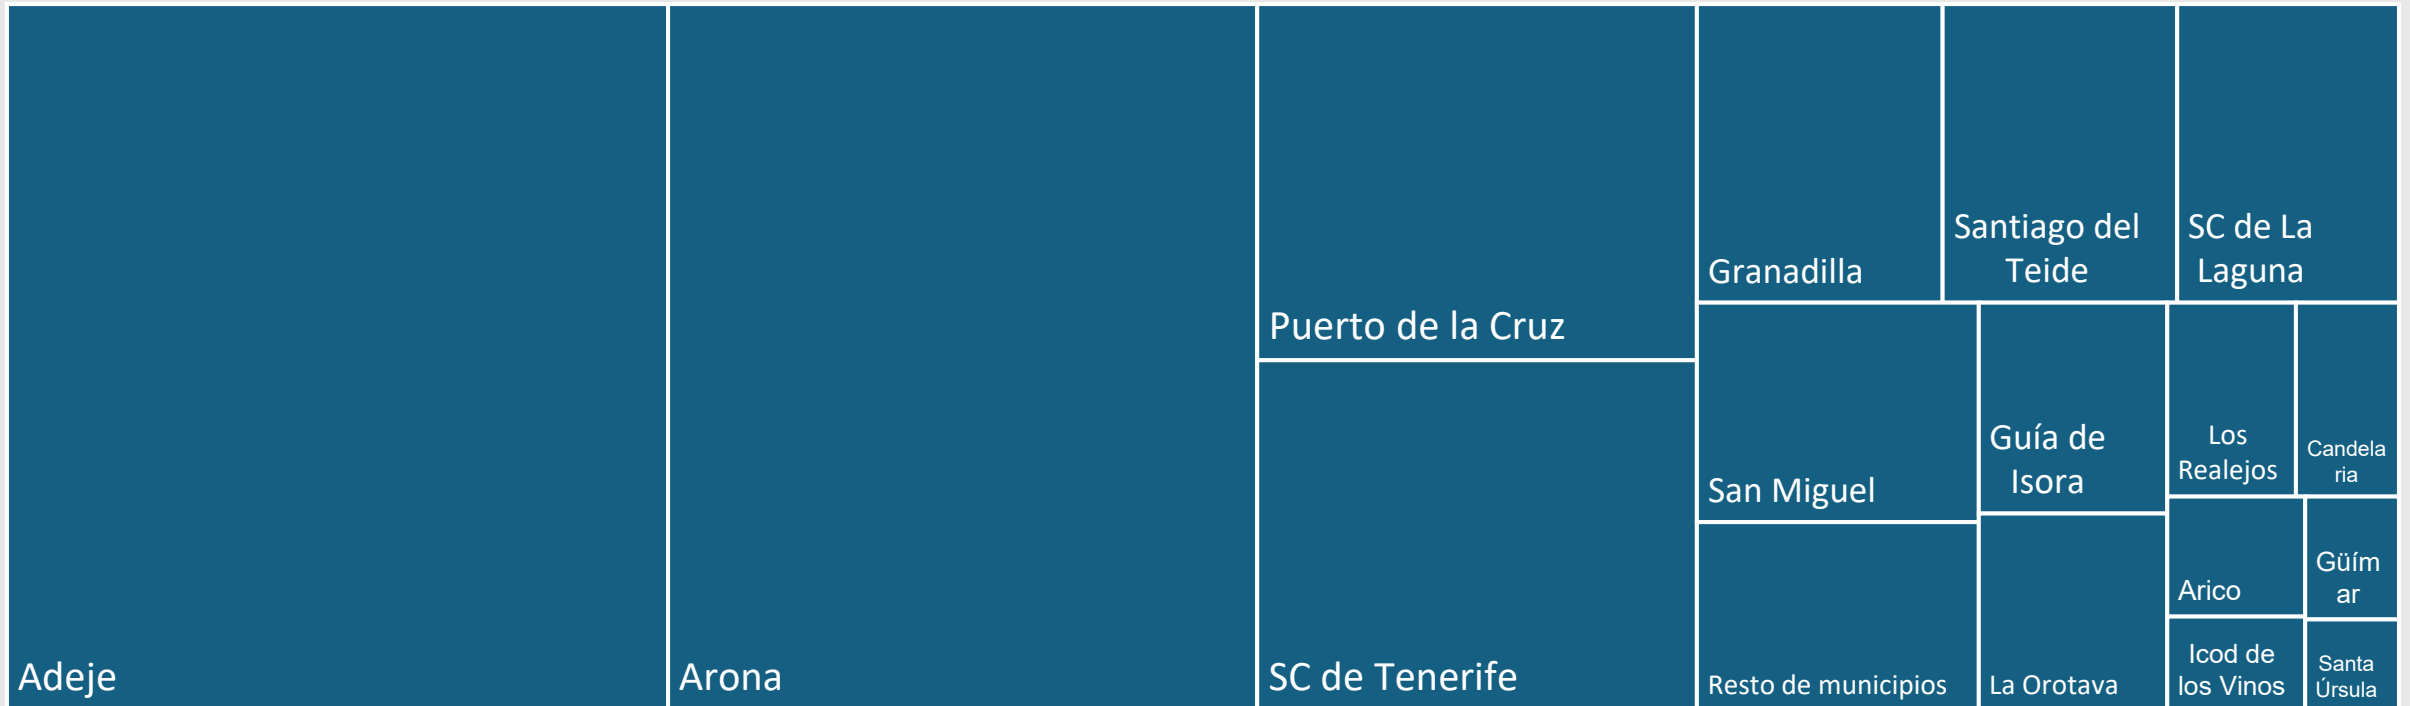 Adeje
Arona
Puerto de la Cruz
SC de Tenerife
Granadilla
Santiago del
Teide
SC de La
Laguna
San Miguel
Guía de
Isora
Los
Realejos
Candela
ria
Resto de municipios
La Orotava
Arico
Güím
ar
Icod de
los Vinos
Santa
Úrsula